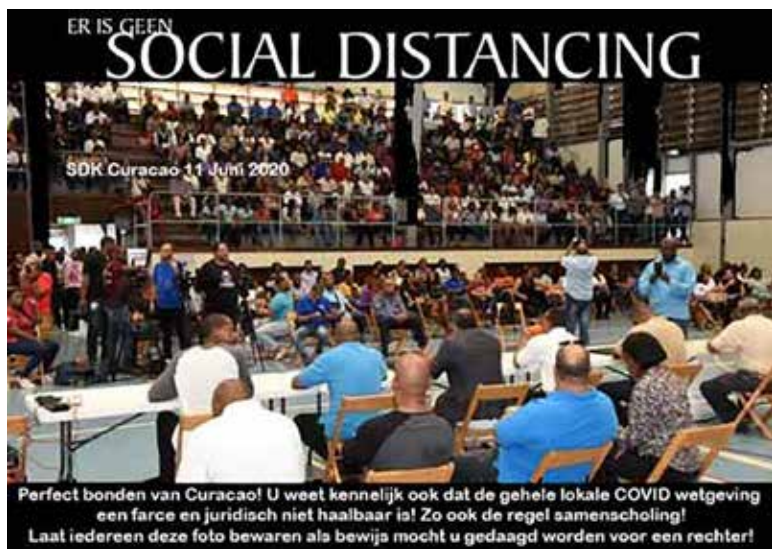 ER IS GEEN
SOCIAL DISTANCING
SDK Curacao 11 Juni 2020
Perfect bonden van Curacao! U weet kennelijk ook dat de gehele lokale COVID wetgeving
een farce en juridisch niet haalbaar is! Zo ook de regel samenscholing!
Laat iedereen deze foto bewaren als bewijs mocht u gedaagd worden voor een rechter!